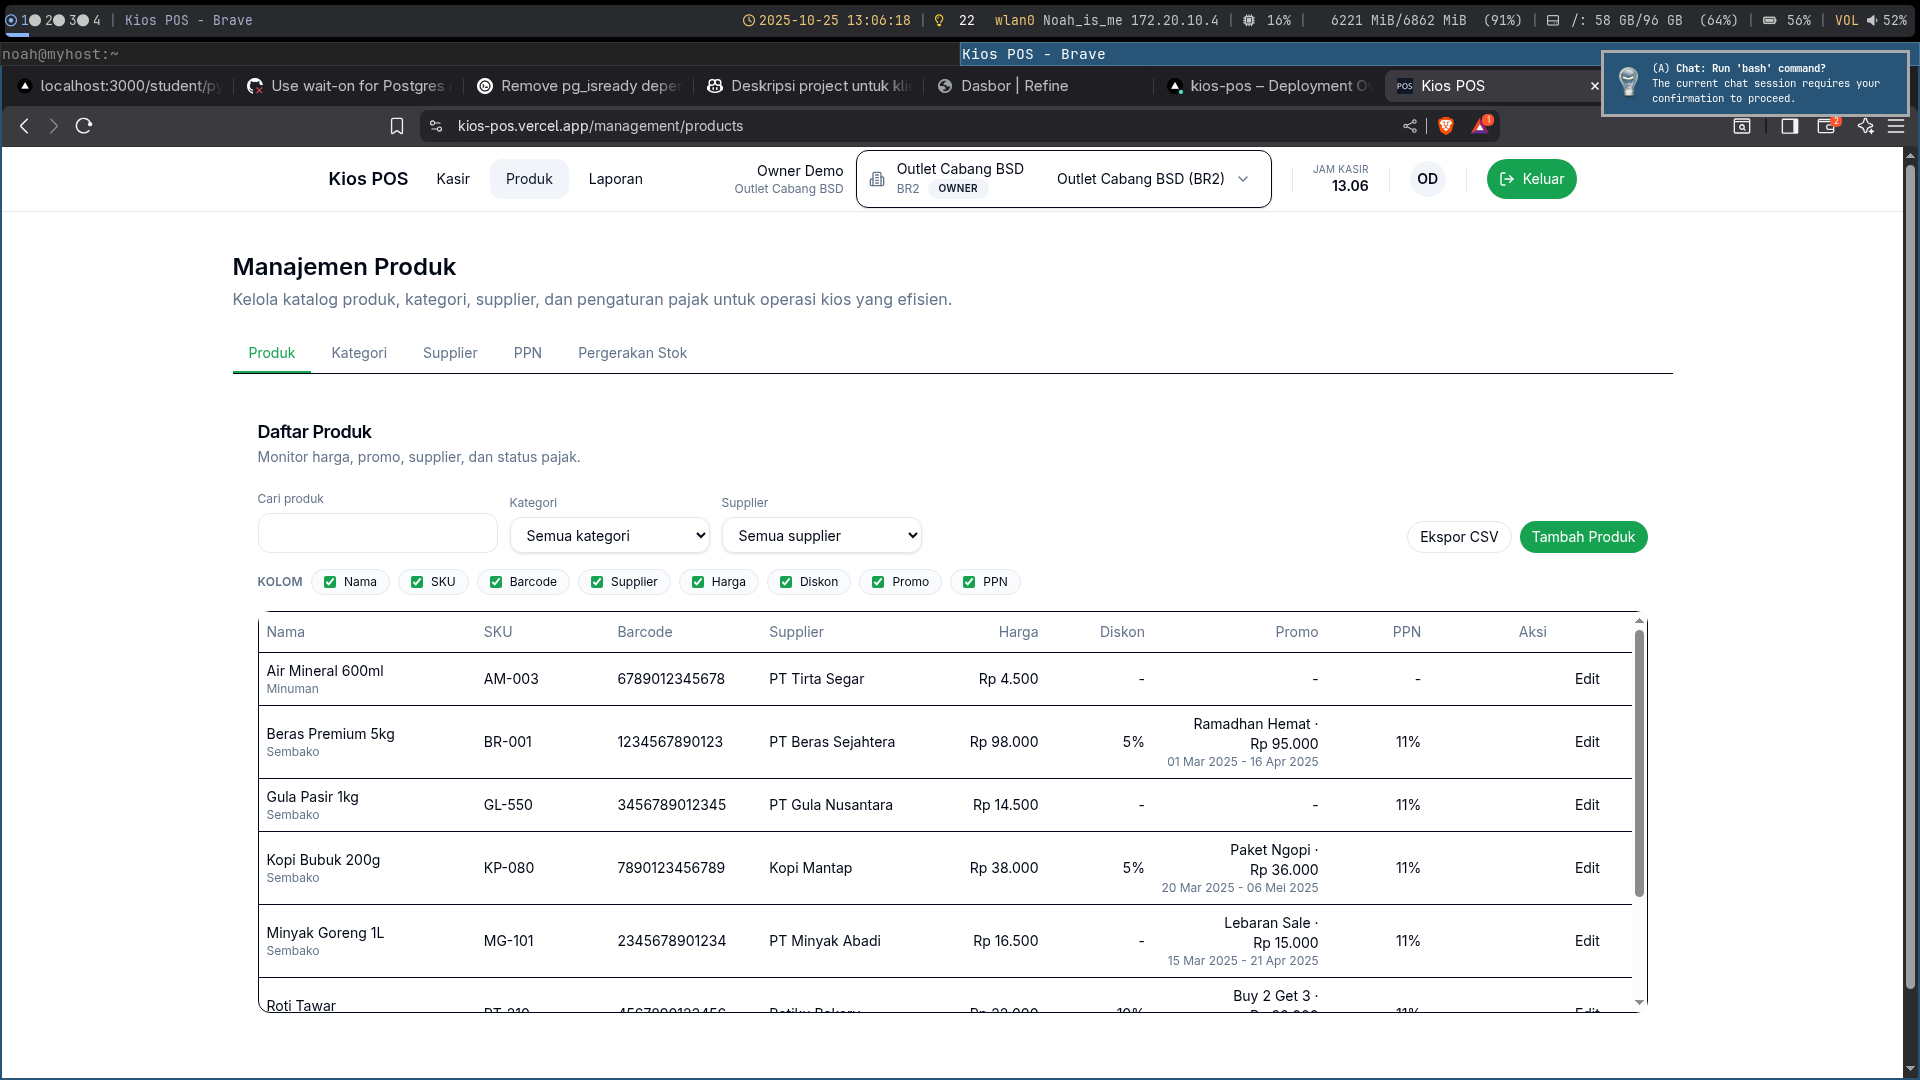 1 2 3 4 | Kios POS - Brave
2025-10-25 13:06:18 | 22 wlan0 Noah_is_me 172.20.10.4 | 16% | 6221 MiB/6862 MiB (91%) | /: 58 GB/96 GB (64%) | 56% | VOL 52%
noah@myhost:~
Kios POS - Brave
localhost:3000/student/py
Use wait-on for Postgres
Remove pg_isready deper
Deskripsi project untuk kli
Dasbor | Refine
kios-pos – Deployment Ov
POS Kios POS
(A) Chat: Run 'bash' command?
The current chat session requires your
confirmation to proceed.
kios-pos.vercel.app/management/products
1
2
Kios POS
Kasir
Produk
Laporan
Owner Demo
Outlet Cabang BSD
Outlet Cabang BSD
BR2 OWNER
Outlet Cabang BSD (BR2)
JAM KASIR
13.06
OD
Keluar
Manajemen Produk
Kelola katalog produk, kategori, supplier, dan pengaturan pajak untuk operasi kios yang efisien.
Produk Kategori Supplier PPN Pergerakan Stok
Daftar Produk
Monitor harga, promo, supplier, dan status pajak.
Cari produk
Kategori
Supplier
Semua kategori
Semua supplier
Ekspor CSV
Tambah Produk
KOLOM Nama SKU Barcode Supplier Harga Diskon Promo PPN
Nama SKU Barcode Supplier Harga Diskon Promo PPN Aksi
Air Mineral 600ml
Minuman
AM-003 6789012345678 PT Tirta Segar Rp 4.500 - - - Edit
Beras Premium 5kg
Sembako
BR-001 1234567890123 PT Beras Sejahtera Rp 98.000 5%
Ramadhan Hemat ·
Rp 95.000
01 Mar 2025 - 16 Apr 2025
11% Edit
Gula Pasir 1kg
Sembako
GL-550 3456789012345 PT Gula Nusantara Rp 14.500 - - 11% Edit
Kopi Bubuk 200g
Sembako
KP-080 7890123456789 Kopi Mantap Rp 38.000 5%
Paket Ngopi ·
Rp 36.000
20 Mar 2025 - 06 Mei 2025
11% Edit
Minyak Goreng 1L
Sembako
MG-101 2345678901234 PT Minyak Abadi Rp 16.500 -
Lebaran Sale ·
Rp 15.000
15 Mar 2025 - 21 Apr 2025
11% Edit
Roti Tawar
Buy 2 Get 3 ·
11% Edit